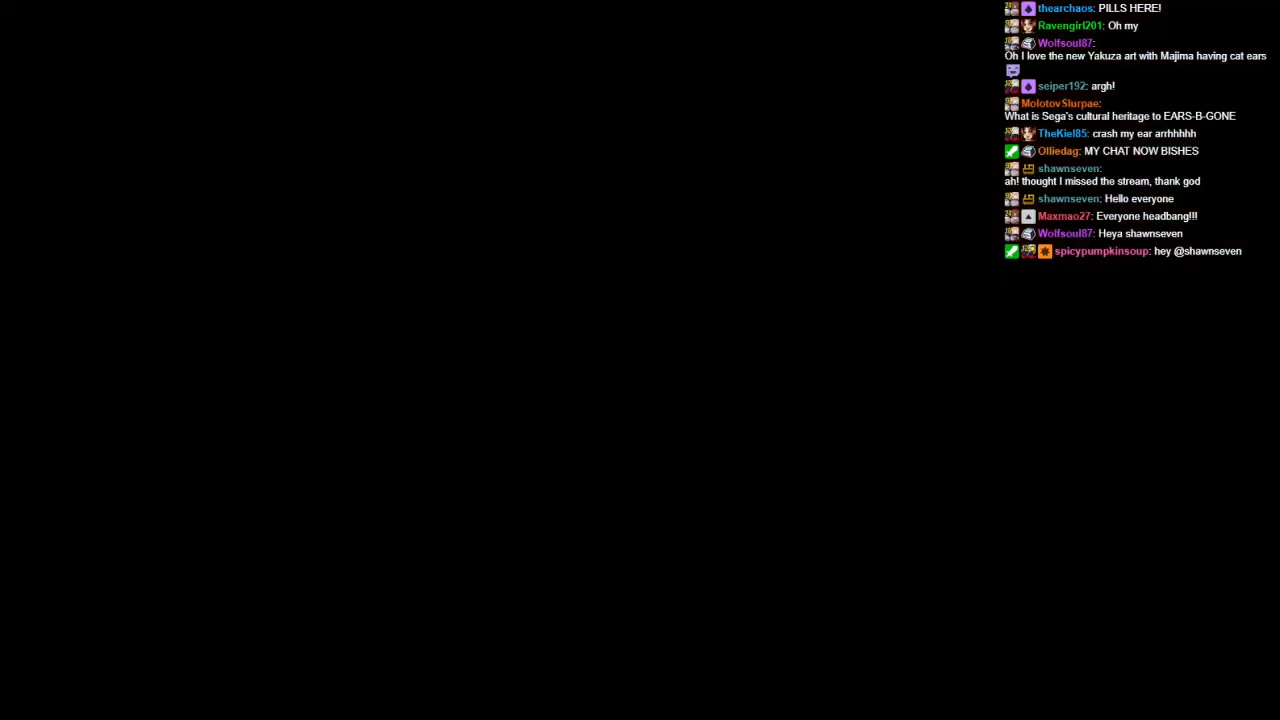 thearchaos: PILLS HERE!
Ravengirl201: Oh my
Wolfsoul87:
Oh I love the new Yakuza art with Majima having cat ears
seiper192: argh!
MolotovSlurpae:
What is Sega's cultural heritage to EARS-B-GONE
TheKiel85: crash my ear arrhhhhh
Olliedag: MY CHAT NOW BISHES
shawnseven:
ah! thought I missed the stream, thank god
shawnseven: Hello everyone
Maxmao27: Everyone headbang!!!
Wolfsoul87: Heya shawnseven
spicypumpkinsoup: hey @shawnseven